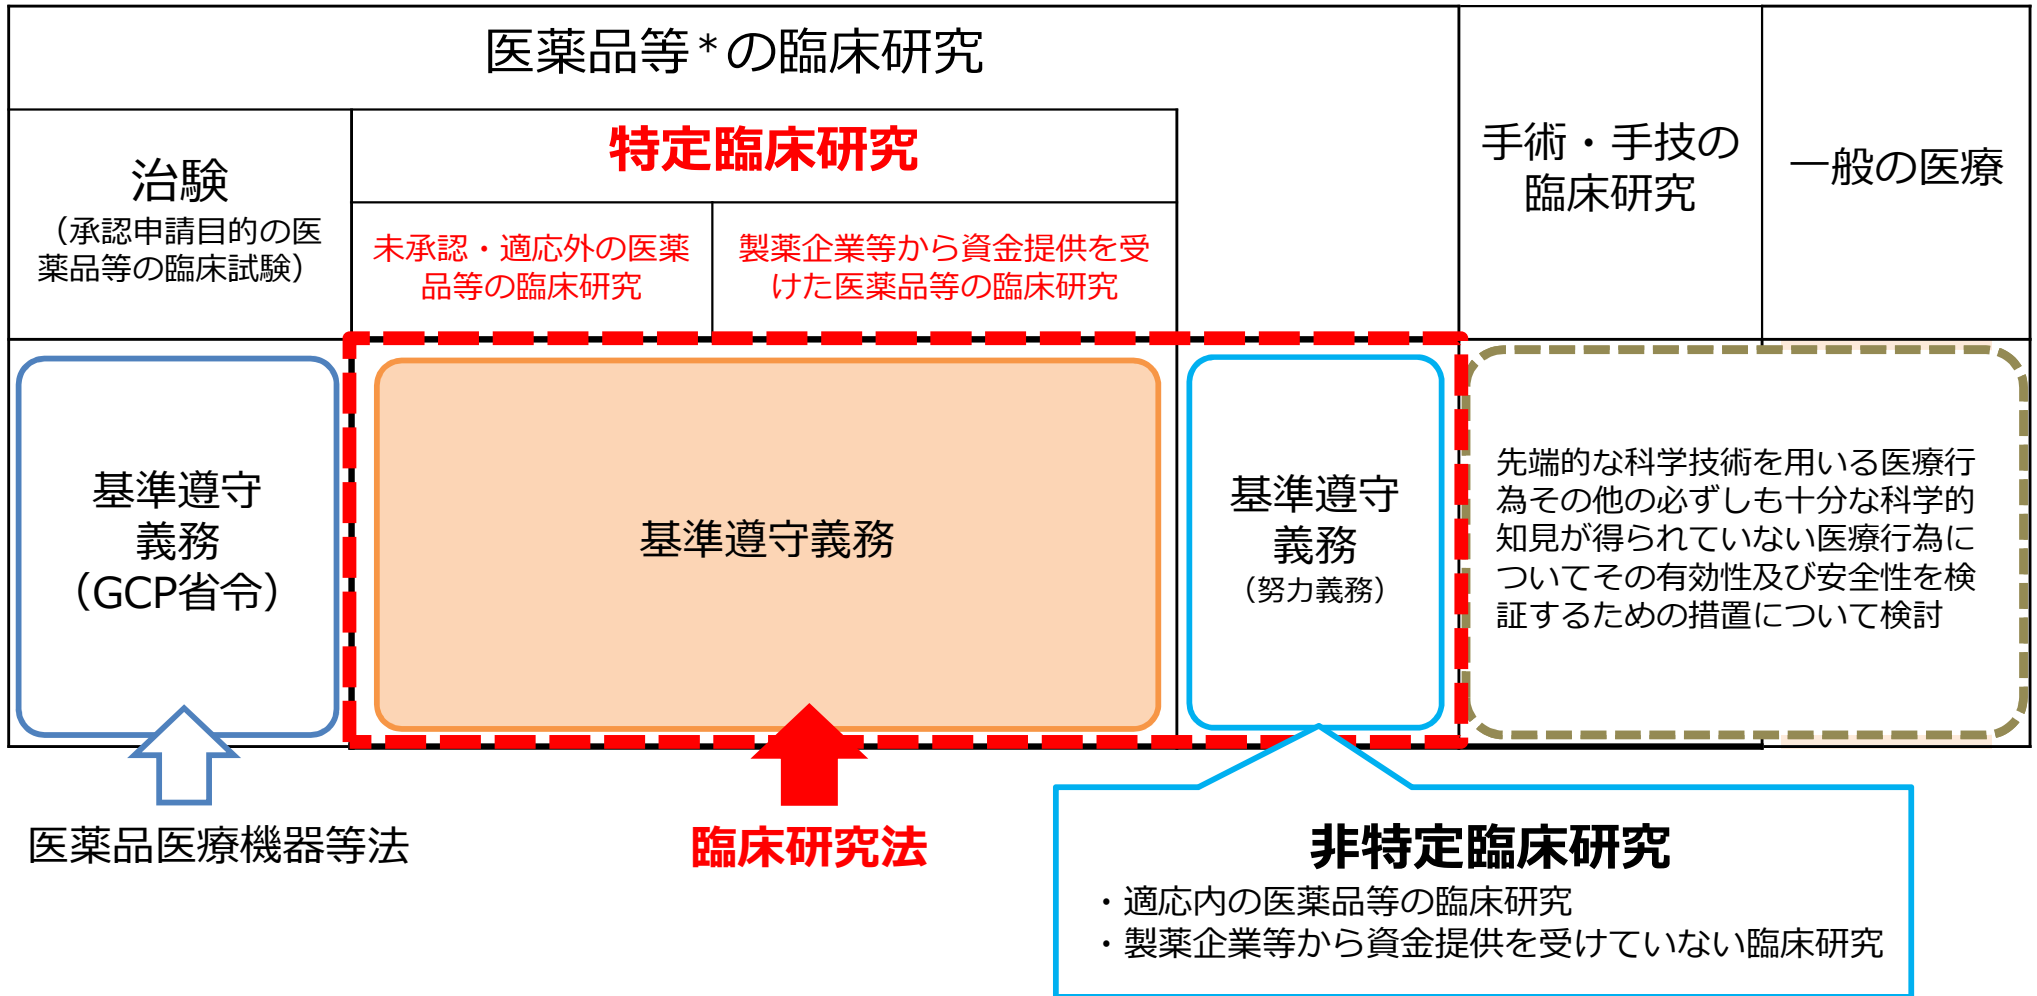 医薬品等*の臨床研究
治験
（承認申請目的の医
薬品等の臨床試験）
特定臨床研究
未承認・適応外の医薬
品等の臨床研究
製薬企業等から資金提供を受
けた医薬品等の臨床研究
手術・手技の
臨床研究
一般の医療
基準遵守
義務
（GCP省令）
基準遵守義務
基準遵守
義務
（努力義務）
先端的な科学技術を用いる医療行
為その他の必ずしも十分な科学的
知見が得られていない医療行為に
ついてその有効性及び安全性を検
証するための措置について検討
医薬品医療機器等法
臨床研究法
非特定臨床研究
・適応内の医薬品等の臨床研究
・製薬企業等から資金提供を受けていない臨床研究